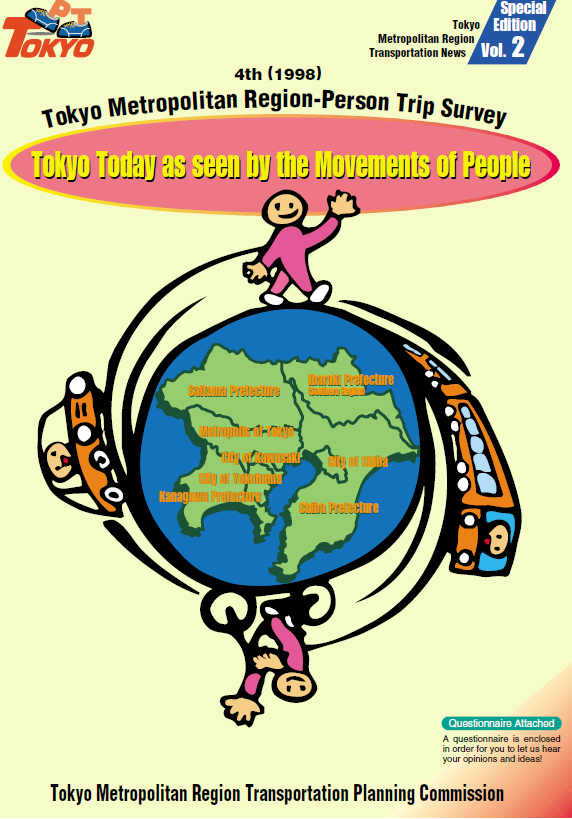 PT
TOKYO
Tokyo
Metropolitan Region
Transportation News
Special
Edition
Vol. 2
4th (1998)
Tokyo Metropolitan Region-Person Trip Survey
Tokyo Today as seen by the Movements of People
Saitama Prefecture
Ibaraki Prefecture
(Southern Region)
Metropolis of Tokyo
City of Kawasaki
City of Chiba
City of Yokohama
Kanagawa Prefecture
Chiba Prefecture
Questionnaire Attached
A questionnaire is enclosed
in order for you to let us hear
your opinions and ideas!
Tokyo Metropolitan Region Transportation Planning Commission